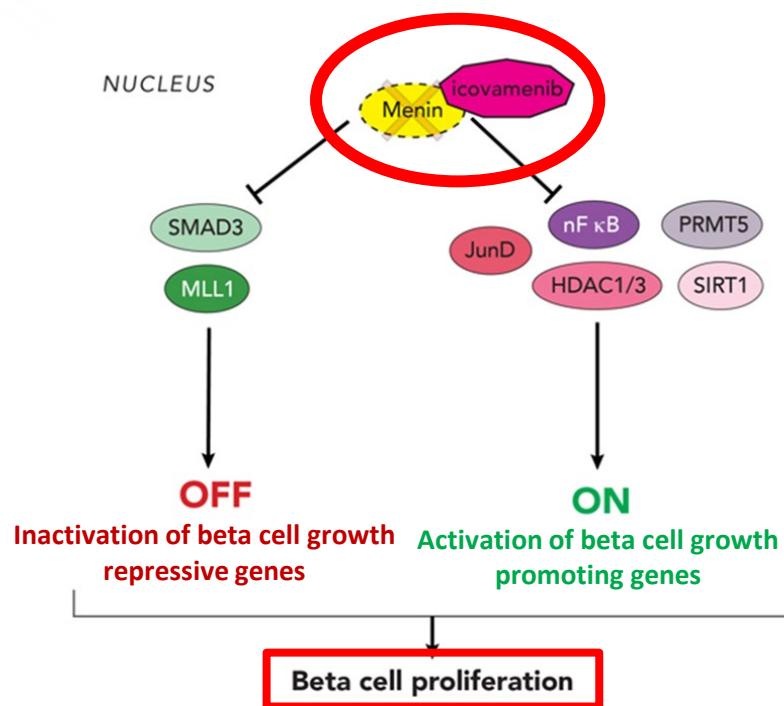 NUCLEUS
icovamenib
Menin
SMAD3
MLL1
nF κB
PRMT5
JunD
HDAC1/3
SIRT1
OFF
Inactivation of beta cell growth
repressive genes
ON
Activation of beta cell growth
promoting genes
Beta cell proliferation